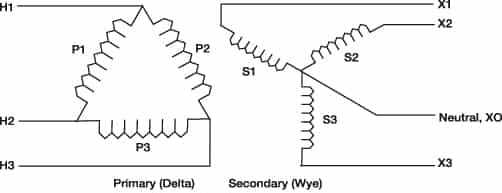 H1
X1
X2
P1
P2
S1
S2
H2
P3
S3
Neutral, XO
H3
X3
Primary (Delta)
Secondary (Wye)